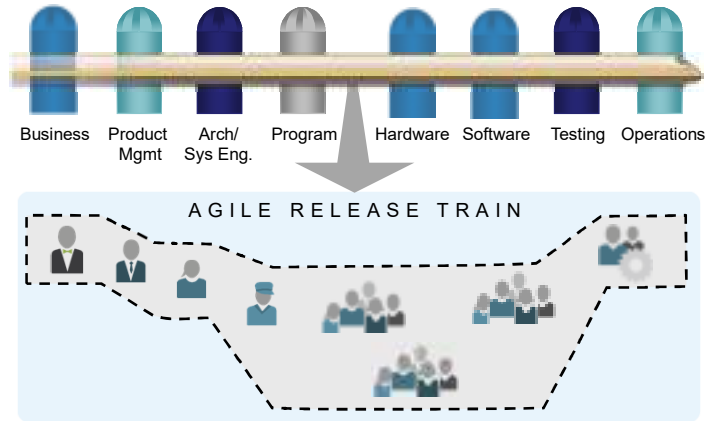 Business
Product
Mgmt
Arch/
Sys Eng.
Program
Hardware
Software
Testing
Operations
AGILE RELEASE TRAIN